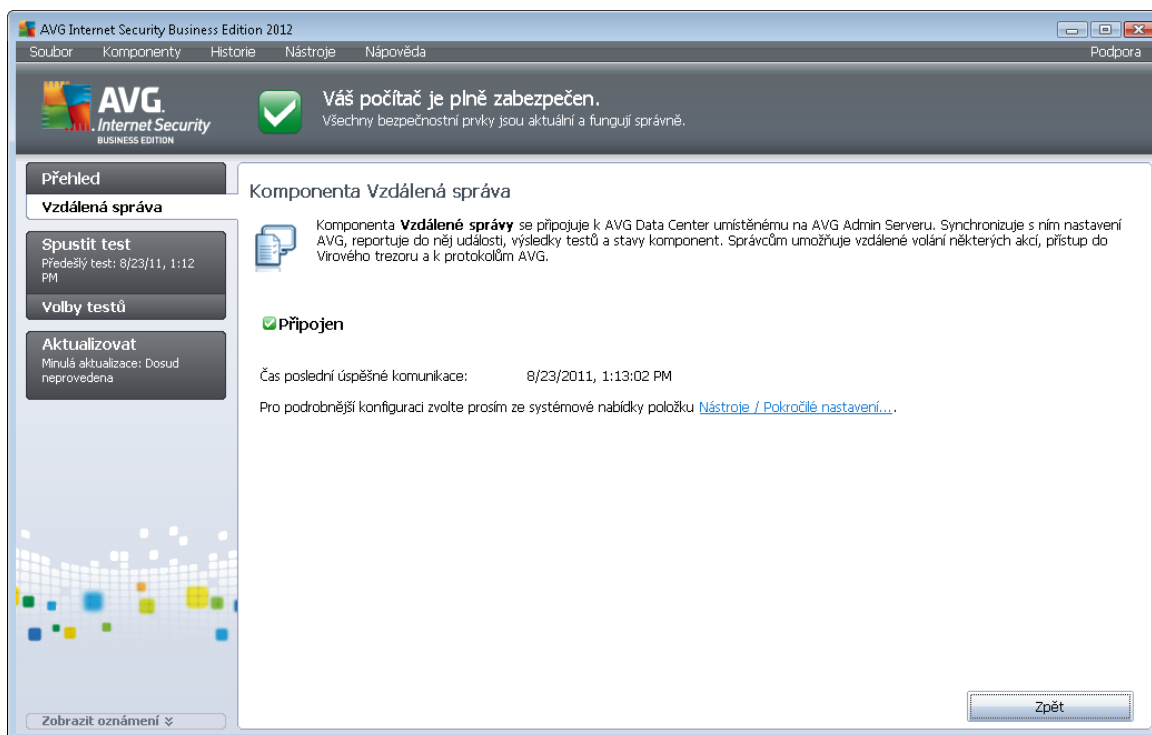 AVG Internet Security Business Edition 2012
Soubor Komponenty Historie Nástroje Nápověda Podpora
AVG.
Internet Security
BUSINESS EDITION
Váš počítač je plně zabezpečen.
Všechny bezpečnostní prvky jsou aktuální a fungují správně.
Přehled
Vzdálená správa
Spustit test
Předešlý test: 8/23/11, 1:12
PM
Volby testů
Aktualizovat
Minulá aktualizace: Dosud
neprovedena
Zobrazit oznámení
Komponenta Vzdálená správa
Komponenta Vzdálené správy se připojuje k AVG Data Center umístěnému na AVG Admin Serveru. Synchronizuje s ním nastavení
AVG, reportuje do něj události, výsledky testů a stavy komponent. Správcům umožňuje vzdálené volání některých akcí, přístup do
Virového trezoru a k protokolům AVG.
Připojen
Čas poslední úspěšné komunikace: 8/23/2011, 1:13:02 PM
Pro podrobnější konfiguraci zvolte prosím ze systémové nabídky položku Nástroje / Pokročilé nastavení....
Zpět